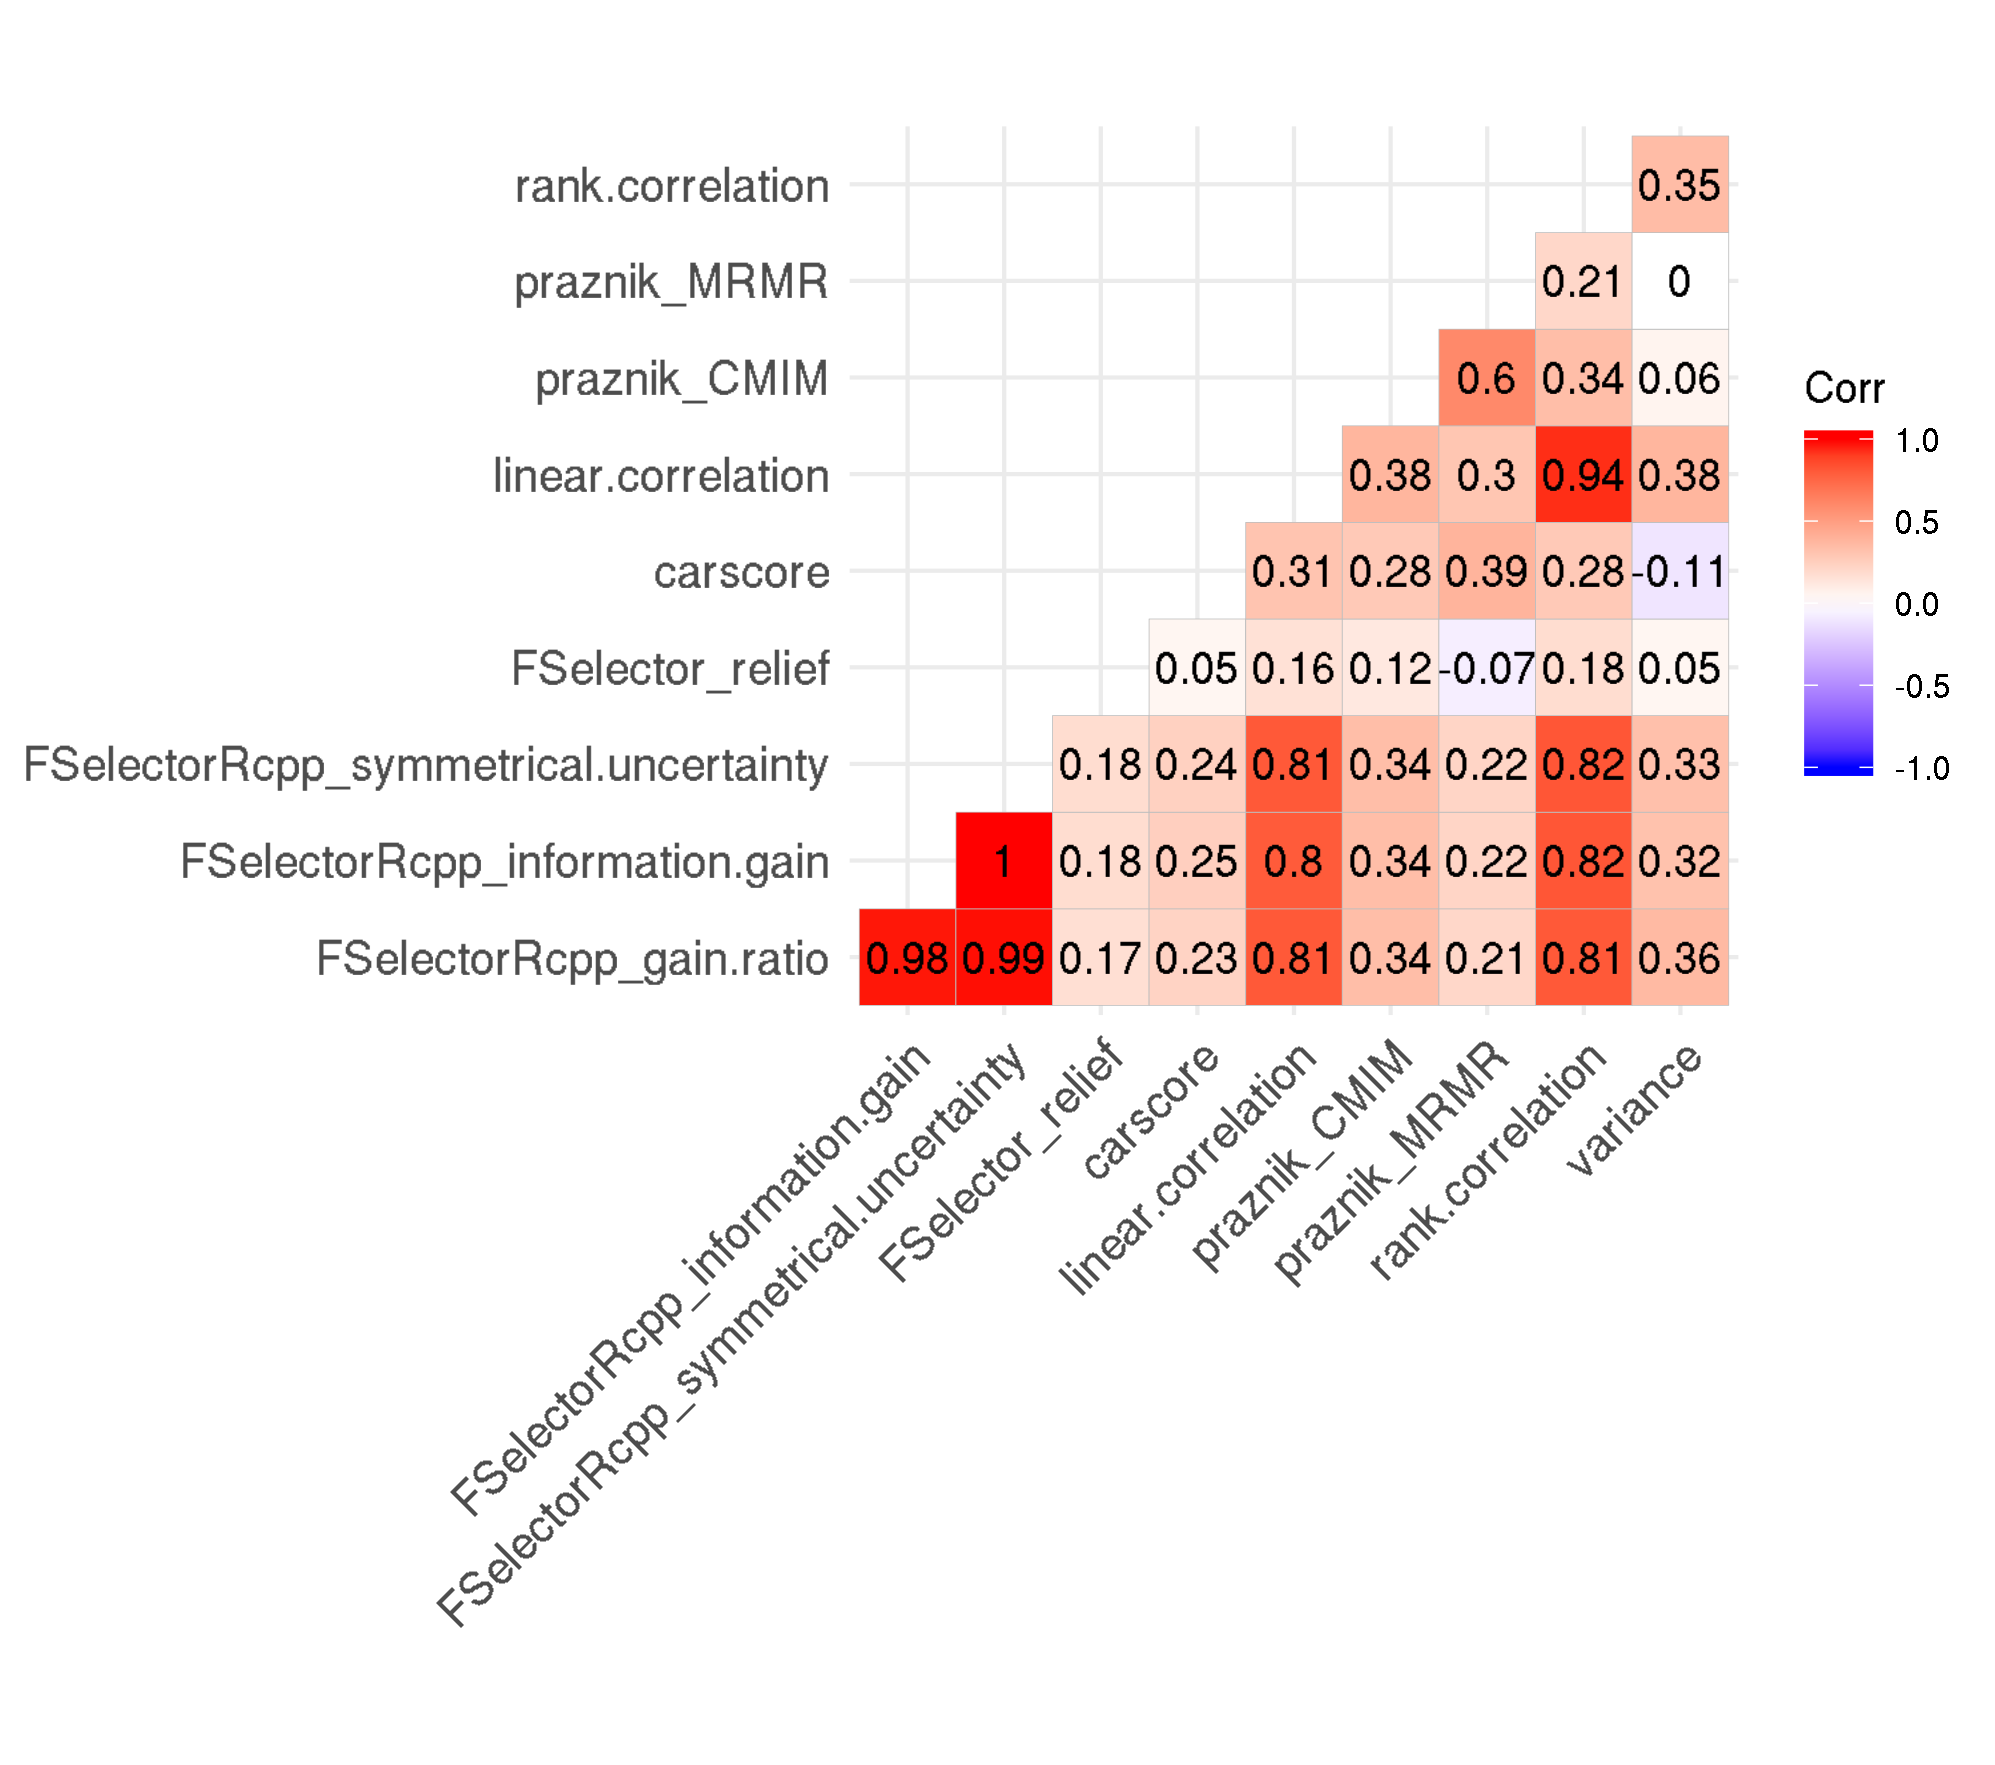 rank.correlation 0.35
praznik_MRMR 0.21 0
praznik_CMIM 0.6 0.34 0.06
linear.correlation 0.38 0.3 0.94 0.38
carscore 0.31 0.28 0.39 0.28 -0.11
FSelector_relief 0.05 0.16 0.12 -0.07 0.18 0.05
FSelectorRcpp_symmetrical.uncertainty 0.18 0.24 0.81 0.34 0.22 0.82 0.33
FSelectorRcpp_information.gain 1 0.18 0.25 0.8 0.34 0.22 0.82 0.32
FSelectorRcpp_gain.ratio 0.98 0.99 0.17 0.23 0.81 0.34 0.21 0.81 0.36
FSelectorRcpp_information.gain
FSelectorRcpp_symmetrical.uncertainty
FSelector_relief
carscore
linear.correlation
praznik_CMIM
praznik_MRMR
rank.correlation
variance
Corr
1.0
0.5
0.0
-0.5
-1.0